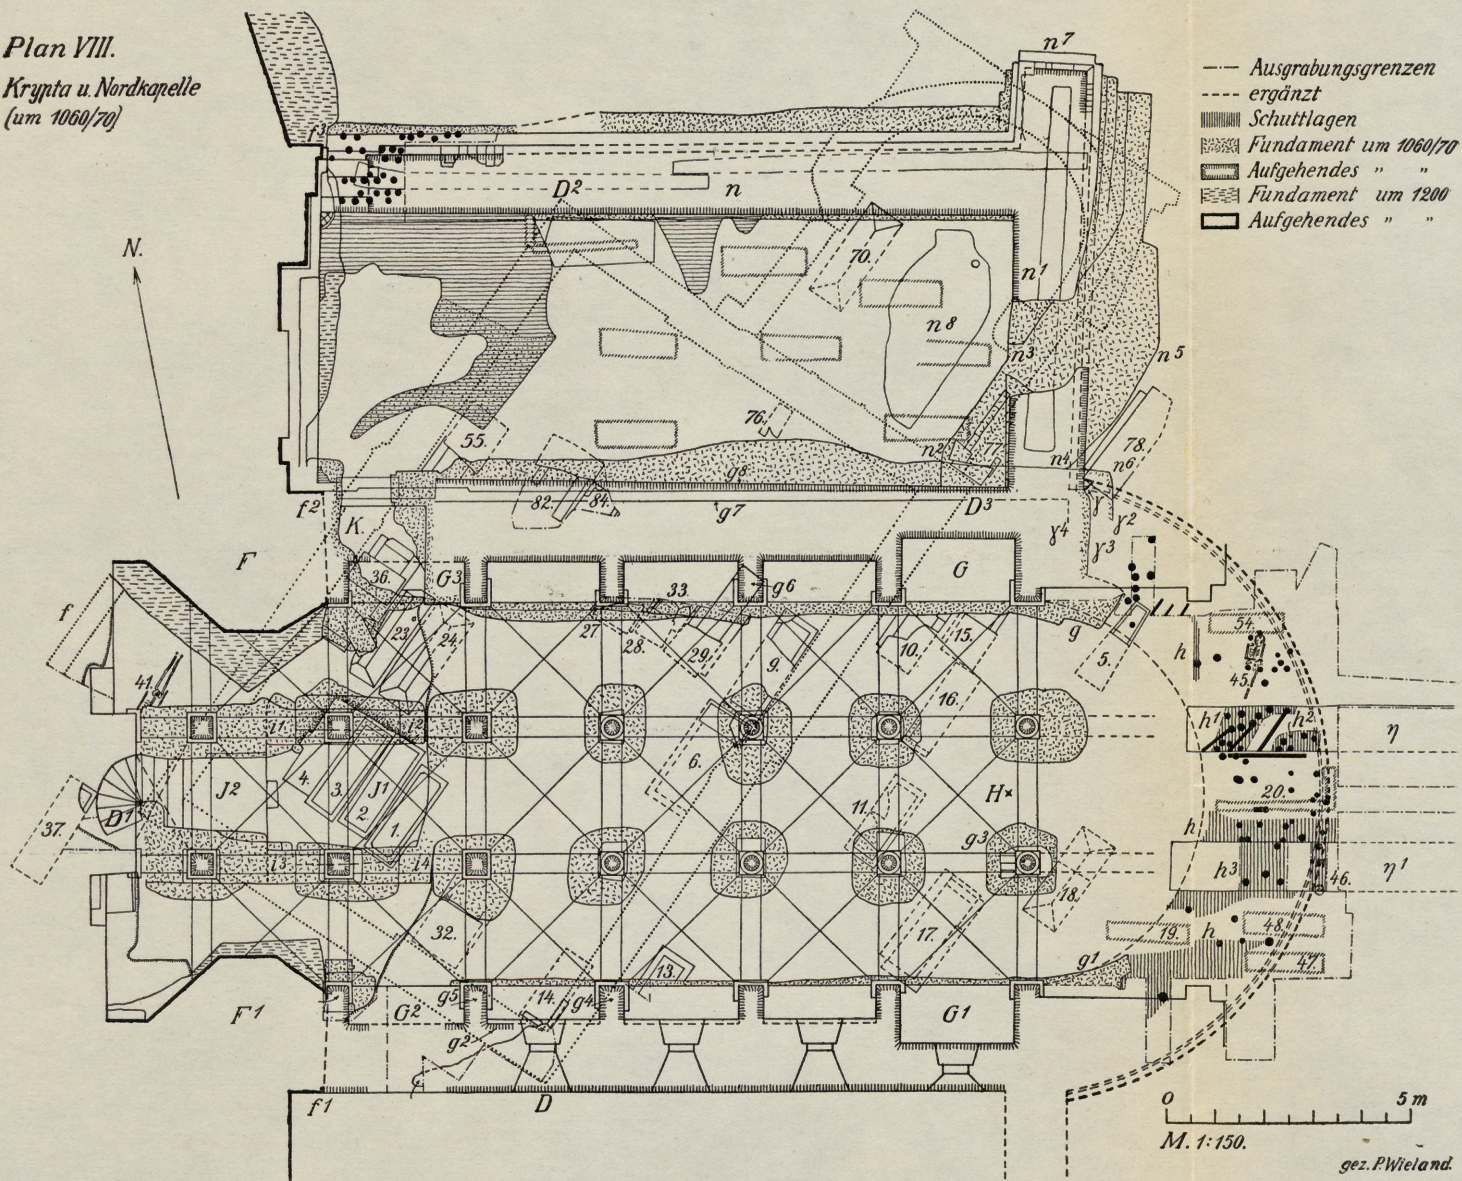 Plan VIII.
Krypta u. Nordkapelle
(um 1060/70)
Ausgrabungsgrenzen
ergänzt
Schuttlagen
Fundament um 1060/70
Aufgehendes " "
Fundament um 1200
Aufgehendes " "
N.
n7
f3
D2
n
70.
n1
n8
n3
n5
76.
55.
n2
77.
n4
n6
78.
g8
82.
84.
g7
D3
f2
K.
γ
γ2
γ4
γ3
F
G3
G
36.
g6
33.
f
23.
24.
27.
28.
29.
9.
10.
15.
g
5.
h
54.
45.
41.
16.
i1
i2
h1
h2
η
6.
4.
3.
J1
J2
2.
1.
11.
H×
20.
37.
D1
g3
h
i3
i4
h3
η1
46.
18.
32.
17.
19.
h
48.
13.
g1
47.
F1
G2
g5
14.
g4
G1
g2
f1
D
0 5 m
M. 1:150.
gez. P. Wieland.